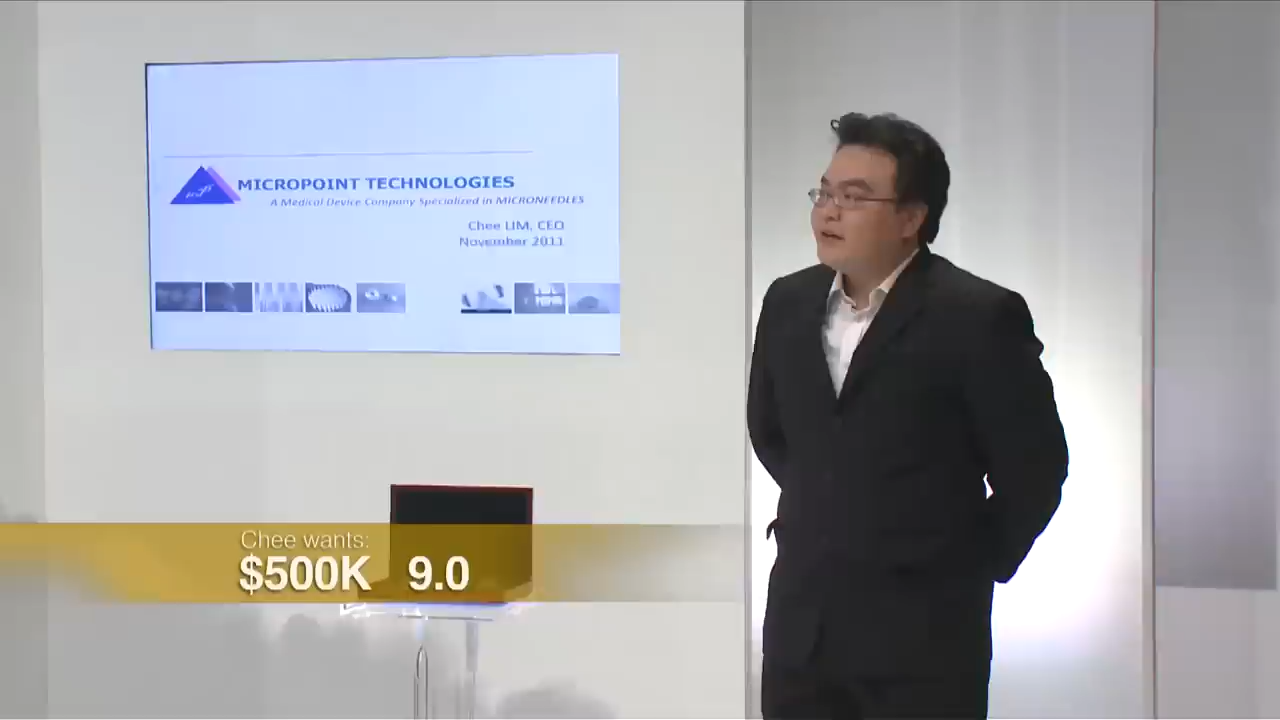 MICROPOINT TECHNOLOGIES
A Medical Device Company Specialized in MICRONEEDLES
Chee LIM, CEO
November 2011
Chee wants:
$500K 9.0